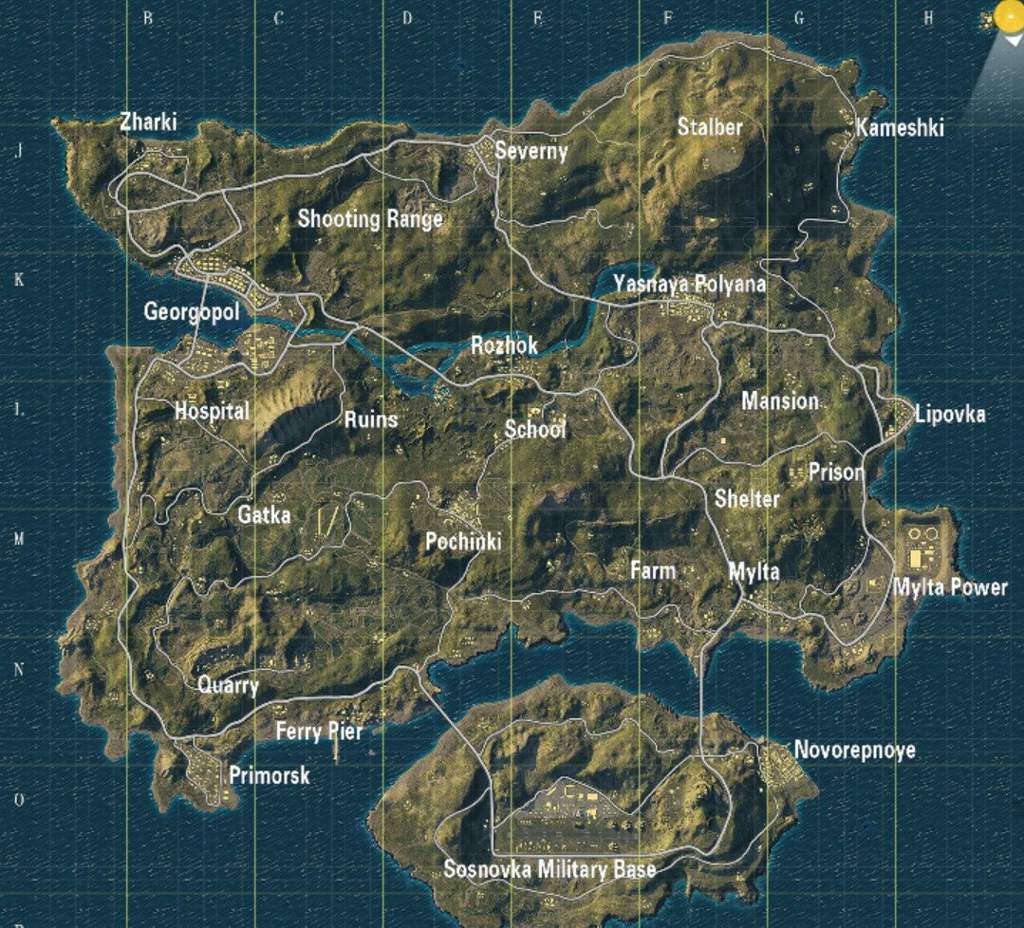 B C D E F G H
Zharki
Stalber
Kameshki
J
Severny
Shooting Range
K
Yasnaya Polyana
Georgopol
Rozhok
Mansion
L
Hospital
Lipovka
Ruins
School
Prison
Shelter
Gatka
M
Pochinki
Farm
Mylta
Mylta Power
N
Quarry
Ferry Pier
Novorepnoye
Primorsk
O
Sosnovka Military Base